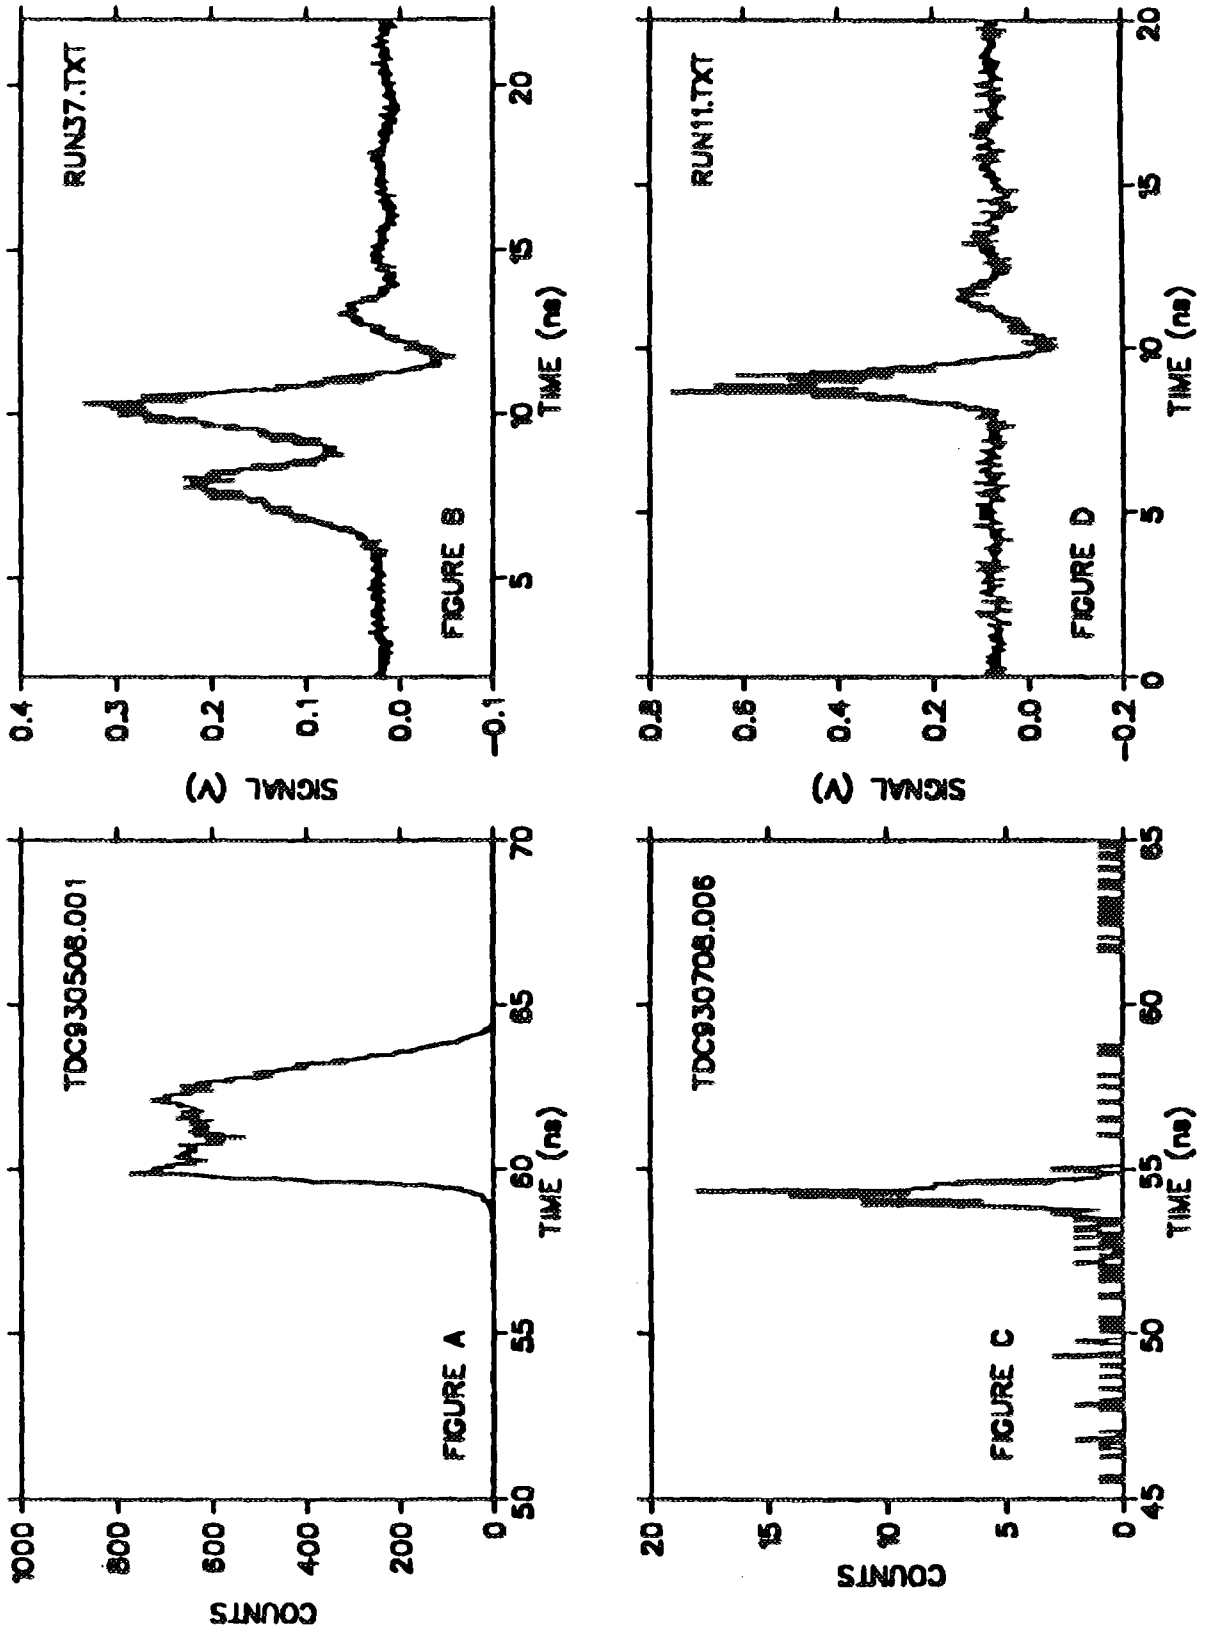 TDC930508.001
FIGURE A
COUNTS
1000
800
600
400
200
0
50
55
60
65
70
TIME (ns)
RUN37.TXT
FIGURE B
SIGNAL (V)
0.4
0.3
0.2
0.1
0.0
-0.1
5
10
15
20
TIME (ns)
TDC930708.006
FIGURE C
COUNTS
20
15
10
5
0
45
50
55
60
65
TIME (ns)
RUN11.TXT
FIGURE D
SIGNAL (V)
0.8
0.6
0.4
0.2
0.0
-0.2
0
5
10
15
20
TIME (ns)